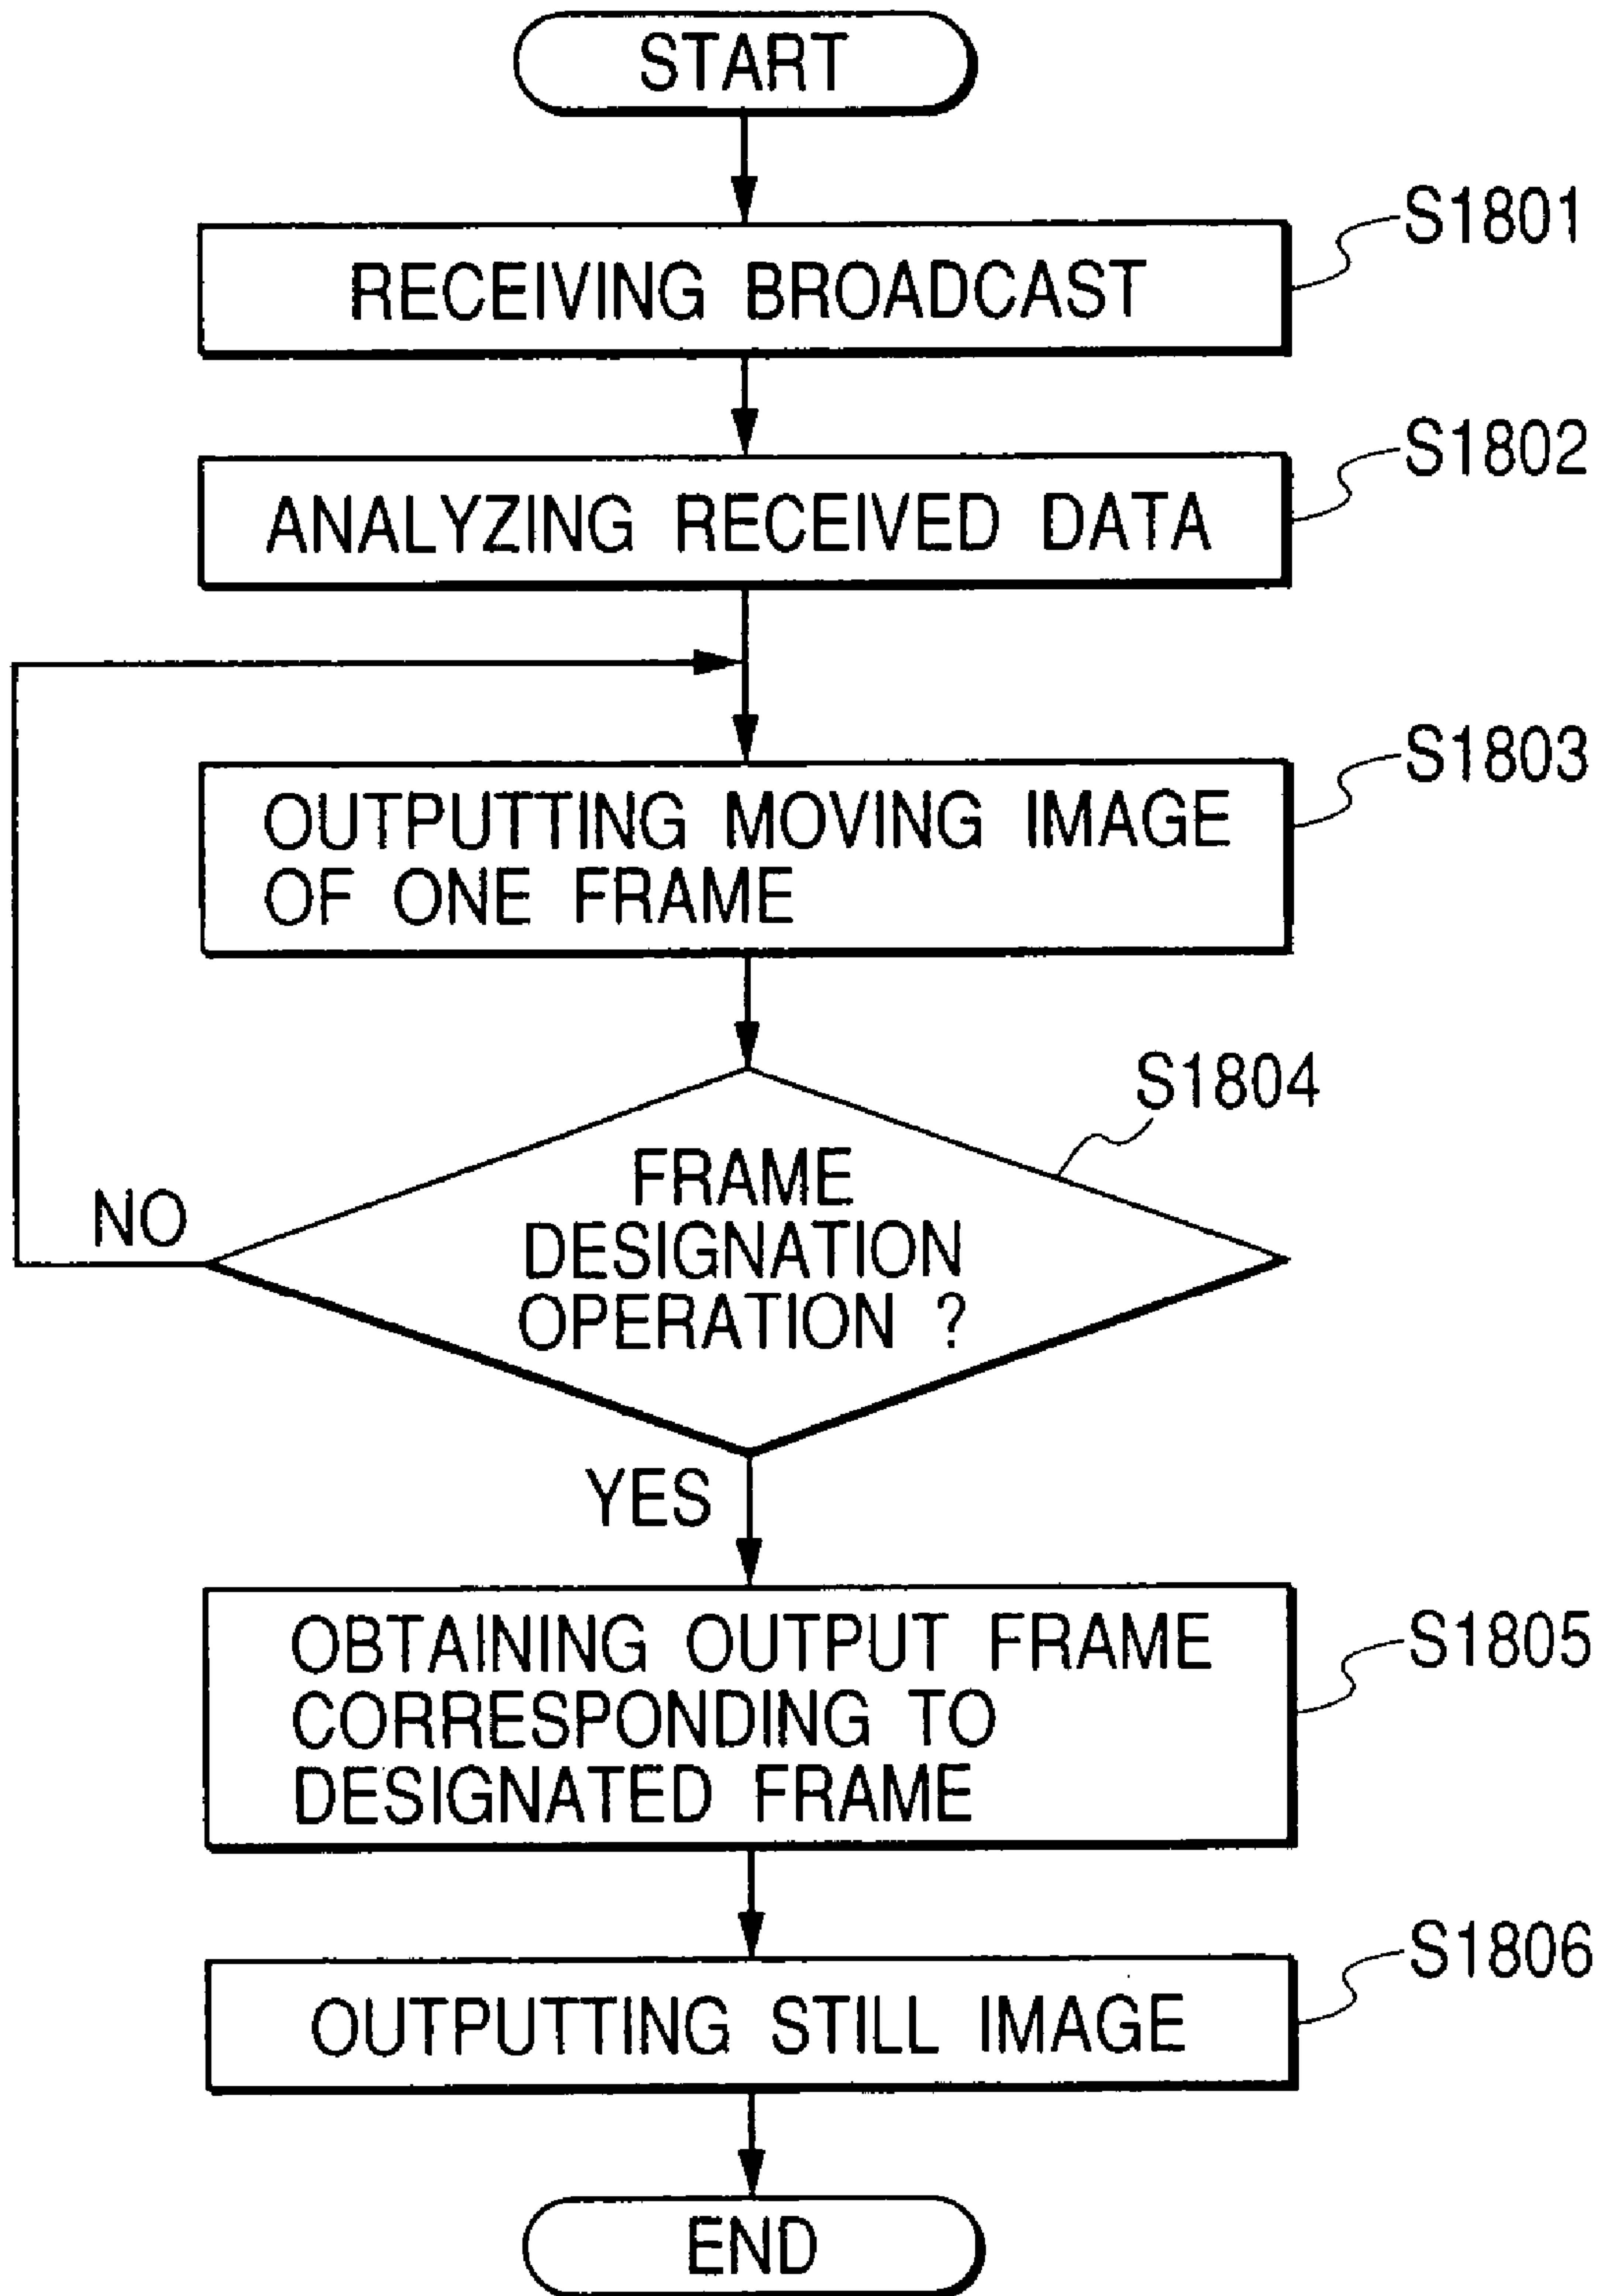 START
S1801
RECEIVING BROADCAST
S1802
ANALYZING RECEIVED DATA
S1803
OUTPUTTING MOVING IMAGE
OF ONE FRAME
S1804
FRAME
DESIGNATION
OPERATION ?
NO
YES
S1805
OBTAINING OUTPUT FRAME
CORRESPONDING TO
DESIGNATED FRAME
S1806
OUTPUTTING STILL IMAGE
END